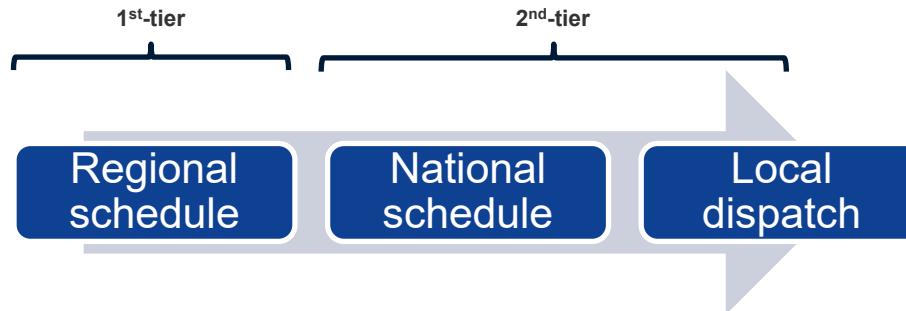 1st-tier
2nd-tier
Regional
schedule
National
schedule
Local
dispatch